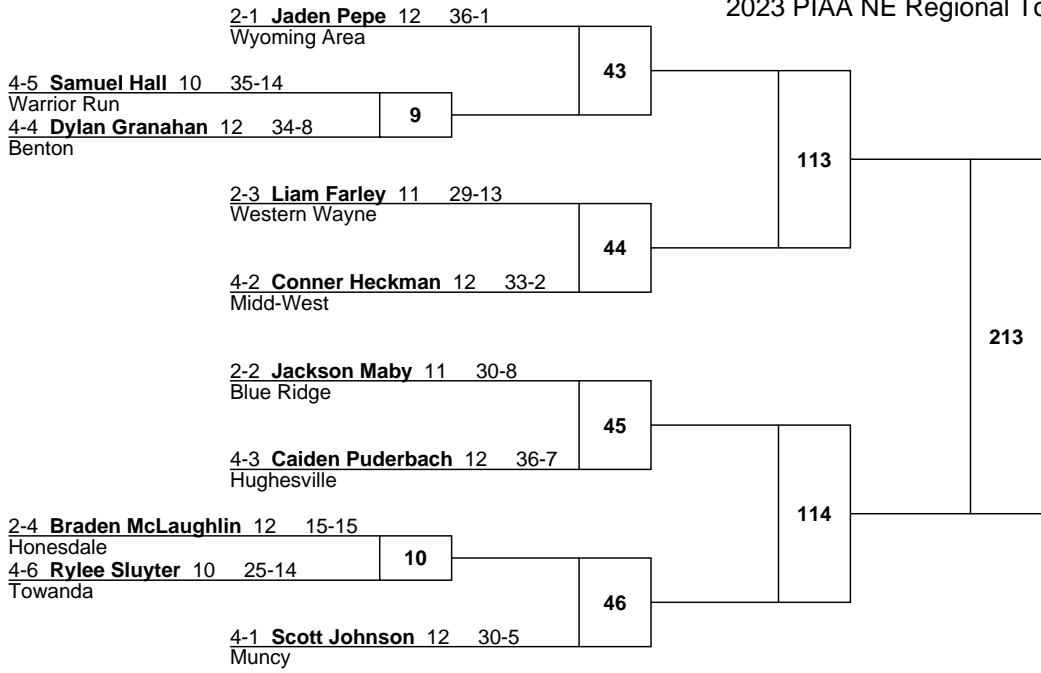 2023 PIAA NE Regional To
2-1 Jaden Pepe 12 36-1
Wyoming Area
43
4-5 Samuel Hall 10 35-14
Warrior Run
9
4-4 Dylan Granahan 12 34-8
Benton
113
2-3 Liam Farley 11 29-13
Western Wayne
44
4-2 Conner Heckman 12 33-2
Midd-West
213
2-2 Jackson Maby 11 30-8
Blue Ridge
45
4-3 Caiden Puderbach 12 36-7
Hughesville
114
2-4 Braden McLaughlin 12 15-15
Honesdale
10
4-6 Rylee Sluyter 10 25-14
Towanda
46
4-1 Scott Johnson 12 30-5
Muncy